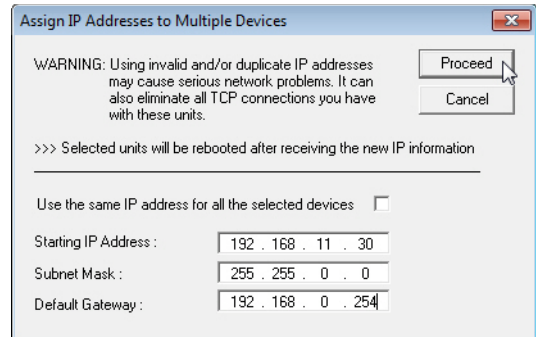 Assign IP Addresses to Multiple Devices
WARNING: Using invalid and/or duplicate IP addresses
may cause serious network problems. It can
also eliminate all TCP connections you have
with these units.
Proceed
Cancel
>>> Selected units will be rebooted after receiving the new IP information
Use the same IP address for all the selected devices
Starting IP Address : 192 . 168 . 11 . 30
Subnet Mask : 255 . 255 . 0 . 0
Default Gateway : 192 . 168 . 0 . 254